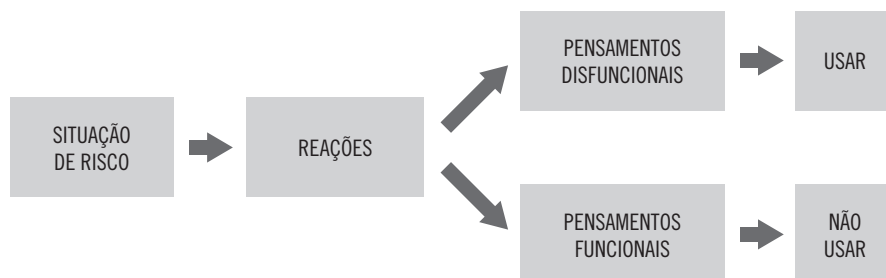 SITUAÇÃO
DE RISCO
REAÇÕES
PENSAMENTOS
DISFUNCIONAIS
USAR
PENSAMENTOS
FUNCIONAIS
NÃO
USAR